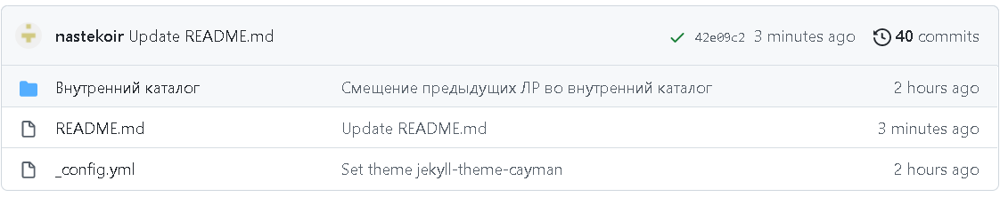 nastekoir Update README.md 42e09c2 3 minutes ago 40 commits
Внутренний каталог Смещение предыдущих ЛР во внутренний каталог 2 hours ago
README.md Update README.md 3 minutes ago
_config.yml Set theme jekyll-theme-cayman 2 hours ago